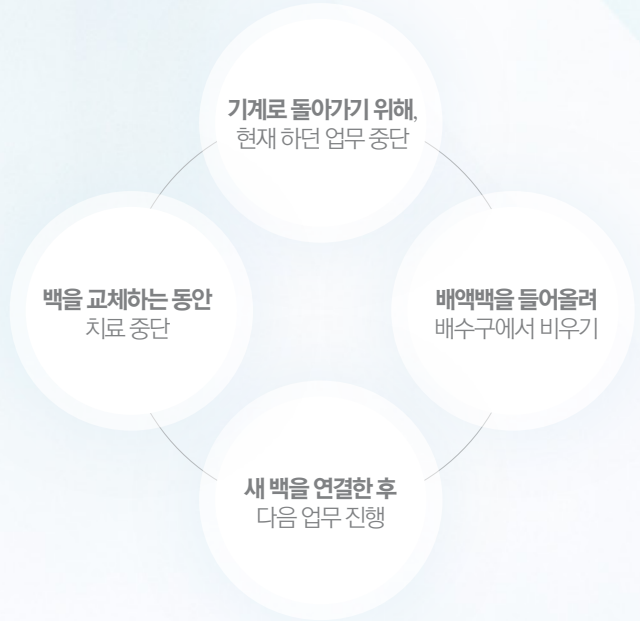 기계로 돌아가기 위해,
현재 하던 업무 중단
백을 교체하는 동안
치료 중단
배액백을 들어올려
배수구에서 비우기
새 백을 연결한 후
다음 업무 진행